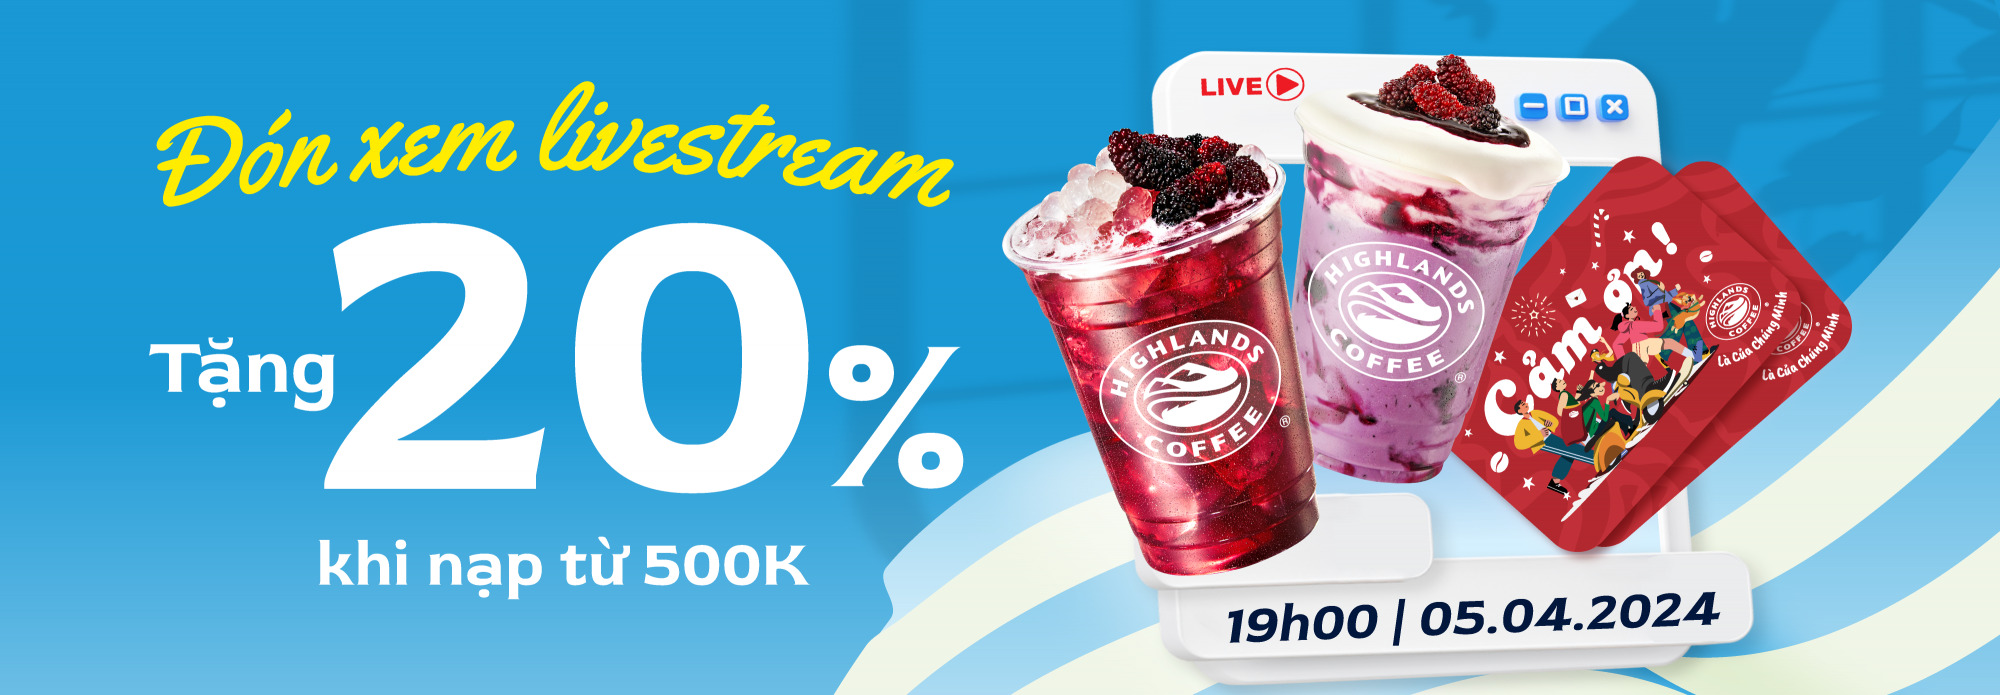 Đón xem livestream
Tặng 20%
khi nạp từ 500K
LIVE
HIGHLANDS
COFFEE
®
HIGHLANDS
COFFEE
®
Cảm ơn!
HIGHLANDS
COFFEE
®
Là Của Chúng Mình
COFFEE
®
Là Của Chúng Mình
19h00 | 05.04.2024